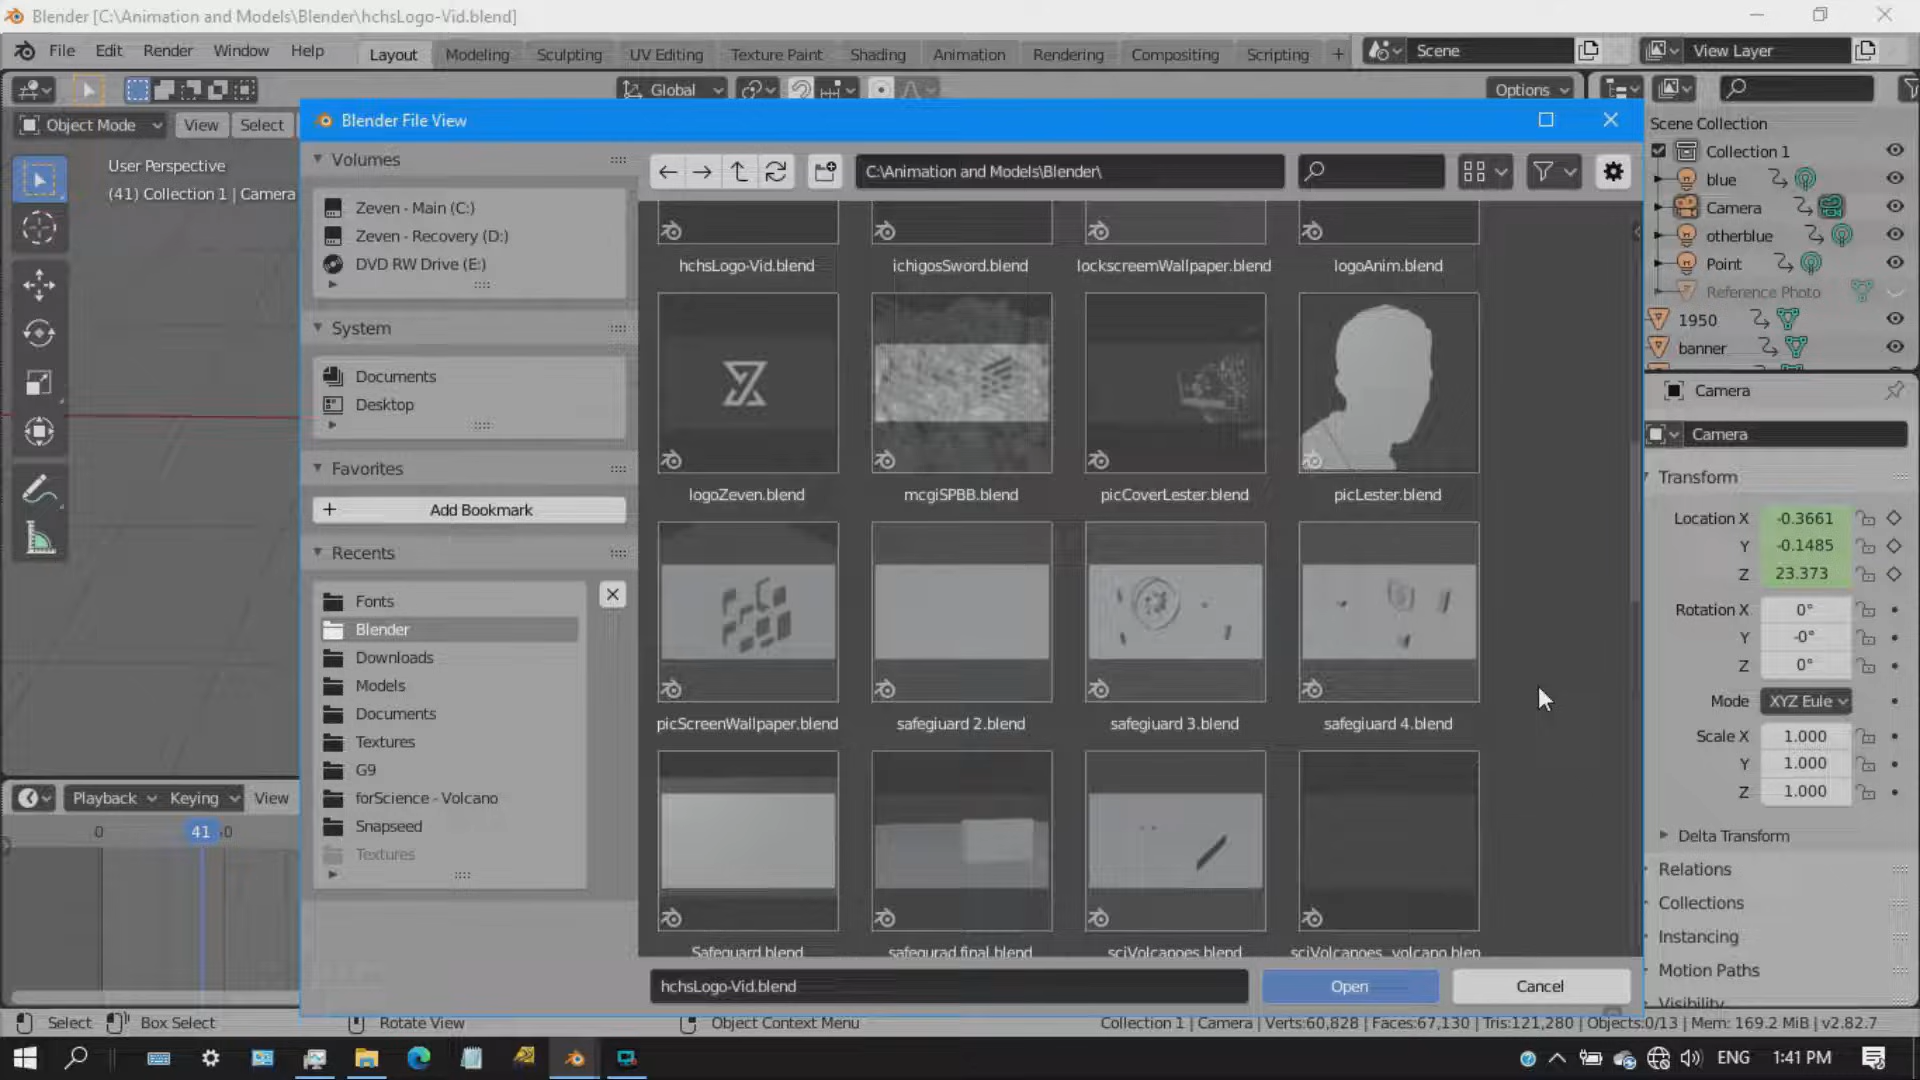 Blender [C:\Animation and Models\Blender\hchsLogo-Vid.blend]
File Edit Render Window Help Layout Modeling Sculpting UV Editing Texture Paint Shading Animation Rendering Compositing Scripting + Scene View Layer
Global Options
Object Mode View Select
User Perspective
(41) Collection 1 | Camera
Blender File View
Volumes
Zeven - Main (C:)
Zeven - Recovery (D:)
DVD RW Drive (E:)
System
Documents
Desktop
Favorites
+ Add Bookmark
Recents
Fonts
Blender
Downloads
Models
Documents
Textures
G9
forScience - Volcano
Snapseed
Textures
C:\Animation and Models\Blender\
hchsLogo-Vid.blend ichigosSword.blend lockscreemWallpaper.blend logoAnim.blend
logoZeven.blend mcgiSPBB.blend picCoverLester.blend picLester.blend
picScreenWallpaper.blend safegiuard 2.blend safegiuard 3.blend safegiuard 4.blend
Safeguard.blend safegurad final.blend sciVolcanoes.blend sciVolcanoes_volcano.blen
hchsLogo-Vid.blend Open Cancel
Scene Collection
Collection 1
blue
Camera
otherblue
Point
Reference Photo
1950
banner
Camera
Camera
Transform
Location X -0.3661
Y -0.1485
Z 23.373
Rotation X 0°
Y -0°
Z 0°
Mode XYZ Eule
Scale X 1.000
Y 1.000
Z 1.000
Delta Transform
Relations
Collections
Instancing
Motion Paths
Visibility
Playback Keying View
0 41
Select Box Select Rotate View Object Context Menu Collection 1 | Camera | Verts:60,828 | Faces:67,130 | Tris:121,280 | Objects:0/13 | Mem: 169.2 MiB | v2.82.7
ENG 1:41 PM